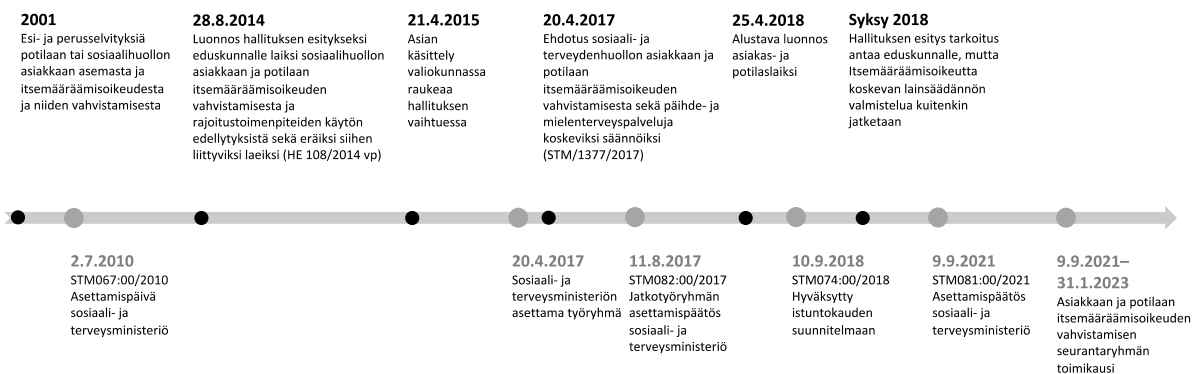 2001
Esi- ja perusselvityksiä
potilaan tai sosiaalihuollon
asiakkaan asemasta ja
itsemääräämisoikeudesta
ja niiden vahvistamisesta
28.8.2014
Luonnos hallituksen esitykseksi
eduskunnalle laiksi sosiaalihuollon
asiakkaan ja potilaan
itsemääräämisoikeuden
vahvistamisesta ja
rajoitustoimenpiteiden käytön
edellytyksistä sekä eräiksi siihen
liittyviksi laeiksi (HE 108/2014 vp)
21.4.2015
Asian
käsittely
valiokunnassa
raukeaa
hallituksen
vaihtuessa
20.4.2017
Ehdotus sosiaali- ja
terveydenhuollon asiakkaan ja
potilaan
itsemääräämisoikeuden
vahvistamisesta sekä päihde- ja
mielenterveyspalveluja
koskeviksi säännöiksi
(STM/1377/2017)
25.4.2018
Alustava luonnos
asiakas- ja
potilaslaiksi
Syksy 2018
Hallituksen esitys tarkoitus
antaa eduskunnalle, mutta
Itsemääräämisoikeutta
koskevan lainsäädännön
valmistelua kuitenkin
jatketaan
2.7.2010
STM067:00/2010
Asettamispäivä
sosiaali- ja
terveysministeriö
20.4.2017
Sosiaali- ja
terveysministeriön
asettama työryhmä
11.8.2017
STM082:00/2017
Jatkotyöryhmän
asettamispäätös
sosiaali- ja
terveysministeriö
10.9.2018
STM074:00/2018
Hyväksytty
istuntokauden
suunnitelmaan
9.9.2021
STM081:00/2021
Asettamispäätös
sosiaali- ja
terveysministeriö
9.9.2021–
31.1.2023
Asiakkaan ja potilaan
itsemääräämisoikeuden
vahvistamisen
seurantaryhmän
toimikausi